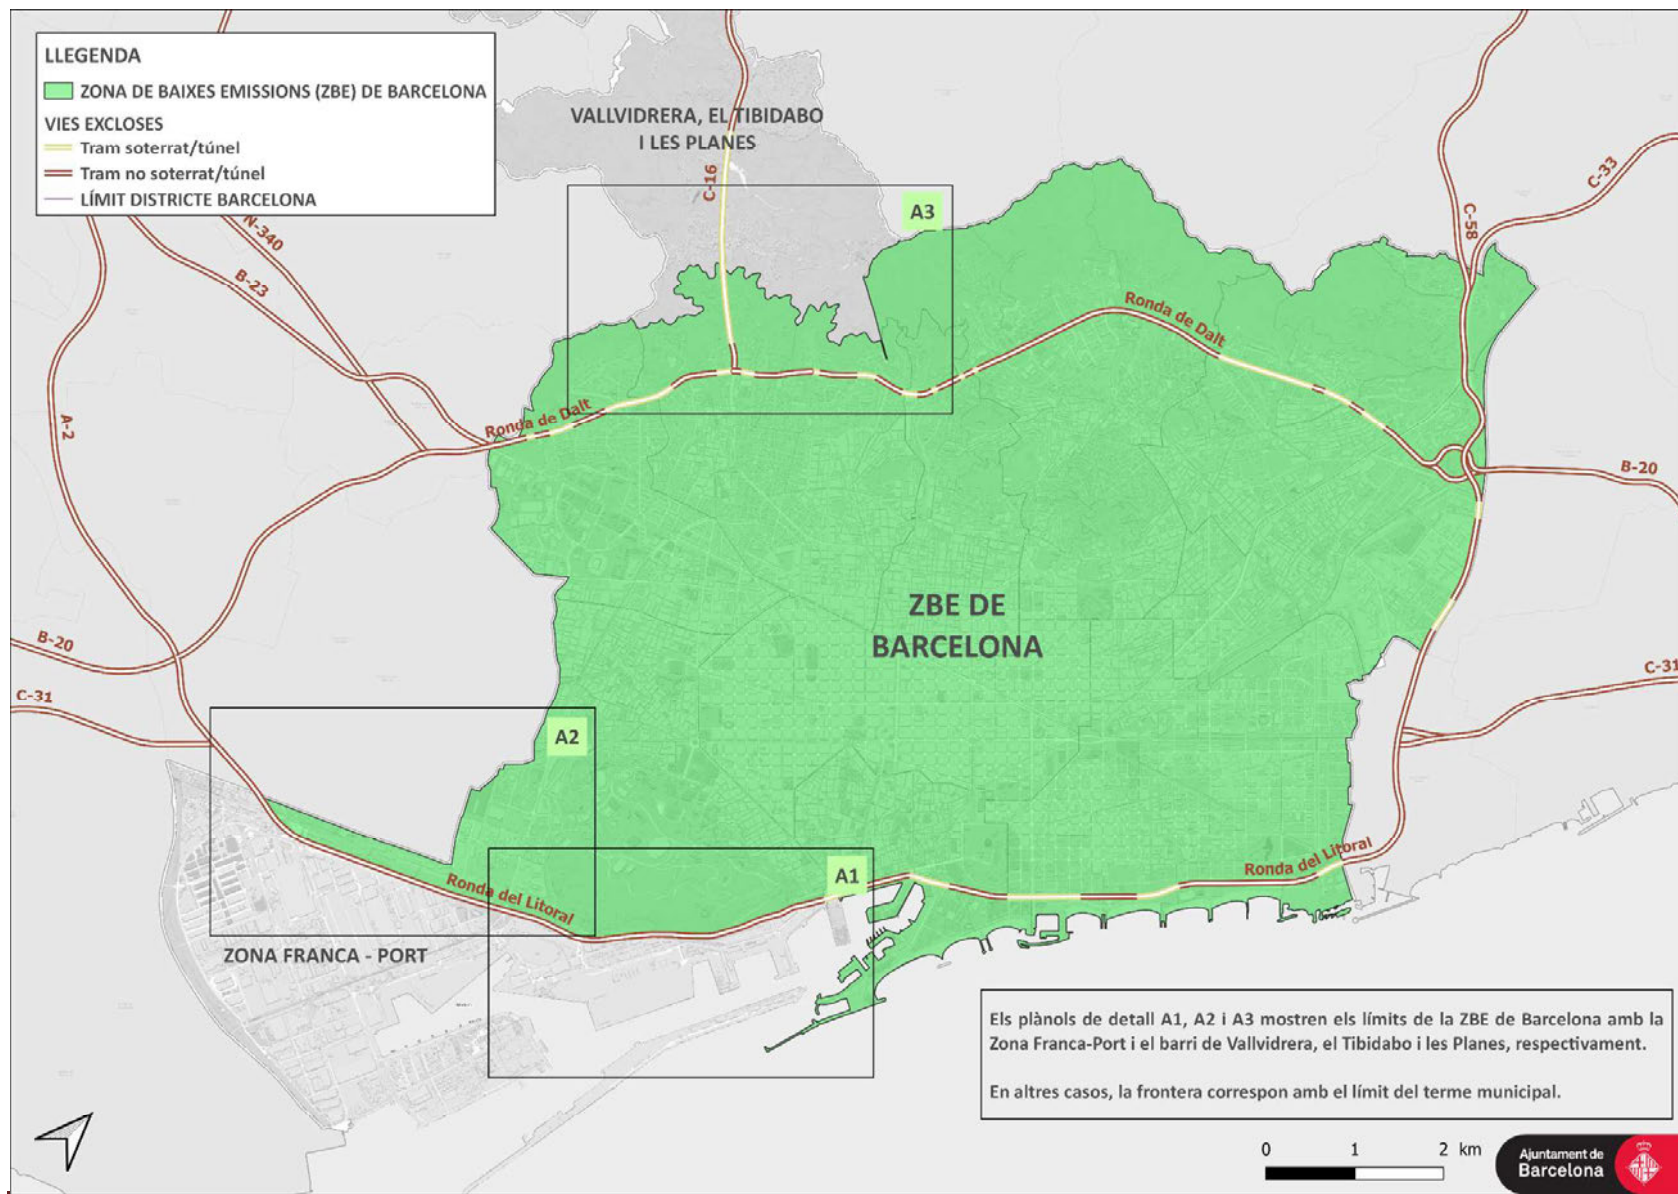 LLEGENDA
ZONA DE BAIXES EMISSIONS (ZBE) DE BARCELONA
VIES EXCLOSES
Tram soterrat/túnel
Tram no soterrat/túnel
LÍMIT DISTRICTE BARCELONA
VALLVIDRERA, EL TIBIDABO
I LES PLANES
C-16
A3
C-33
C-58
N-340
B-23
A-2
Ronda de Dalt
Ronda de Dalt
B-20
ZBE DE
BARCELONA
B-20
C-31
C-31
A2
A1
Ronda del Litoral
Ronda del Litoral
ZONA FRANCA - PORT
Els plànols de detall A1, A2 i A3 mostren els límits de la ZBE de Barcelona amb la
Zona Franca-Port i el barri de Vallvidrera, el Tibidabo i les Planes, respectivament.
En altres casos, la frontera correspon amb el límit del terme municipal.
0 1 2 km
Ajuntament de
Barcelona